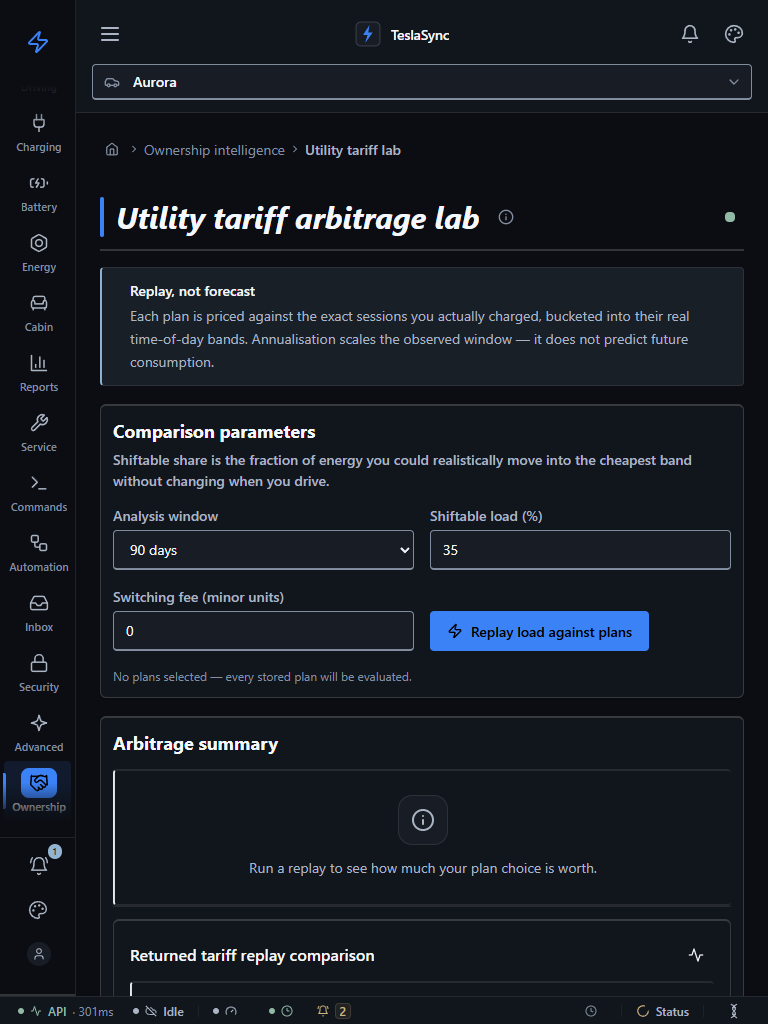 TeslaSync
Aurora
Charging
Battery
Energy
Cabin
Reports
Service
Commands
Automation
Inbox
Security
Advanced
Ownership
1
Ownership intelligence
Utility tariff lab
Utility tariff arbitrage lab
Replay, not forecast
Each plan is priced against the exact sessions you actually charged, bucketed into their real
time-of-day bands. Annualisation scales the observed window — it does not predict future
consumption.
Comparison parameters
Shiftable share is the fraction of energy you could realistically move into the cheapest band
without changing when you drive.
Analysis window
Shiftable load (%)
90 days
35
Switching fee (minor units)
0
Replay load against plans
No plans selected — every stored plan will be evaluated.
Arbitrage summary
Run a replay to see how much your plan choice is worth.
Returned tariff replay comparison
API · 301ms
Idle
2
Status